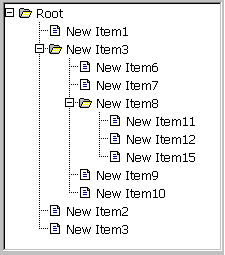 Root
New Item1
New Item3
New Item6
New Item7
New Item8
New Item11
New Item12
New Item15
New Item9
New Item10
New Item2
New Item3